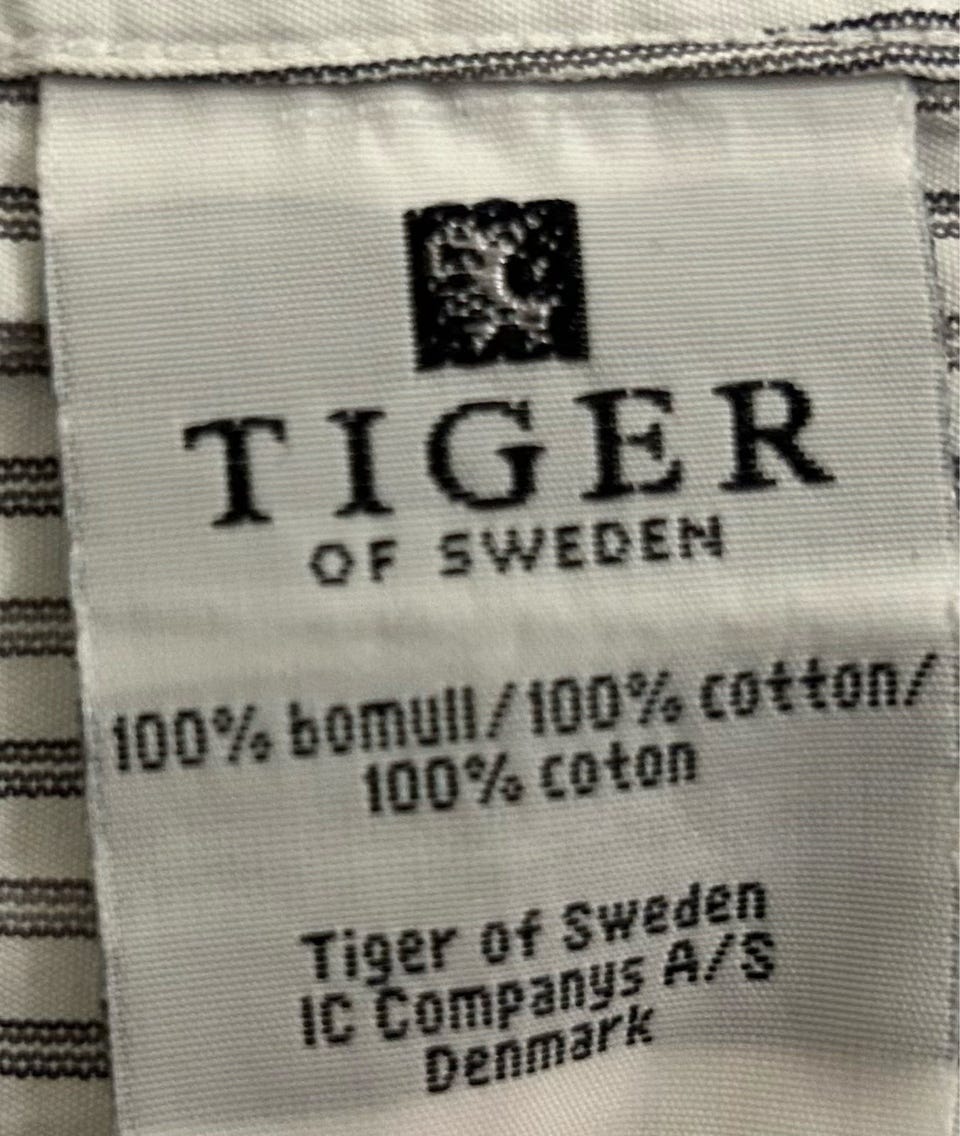 TIGER
OF SWEDEN
100% bomull/100% cotton/
100% coton
Tiger of Sweden
IC Companys A/S
Denmark